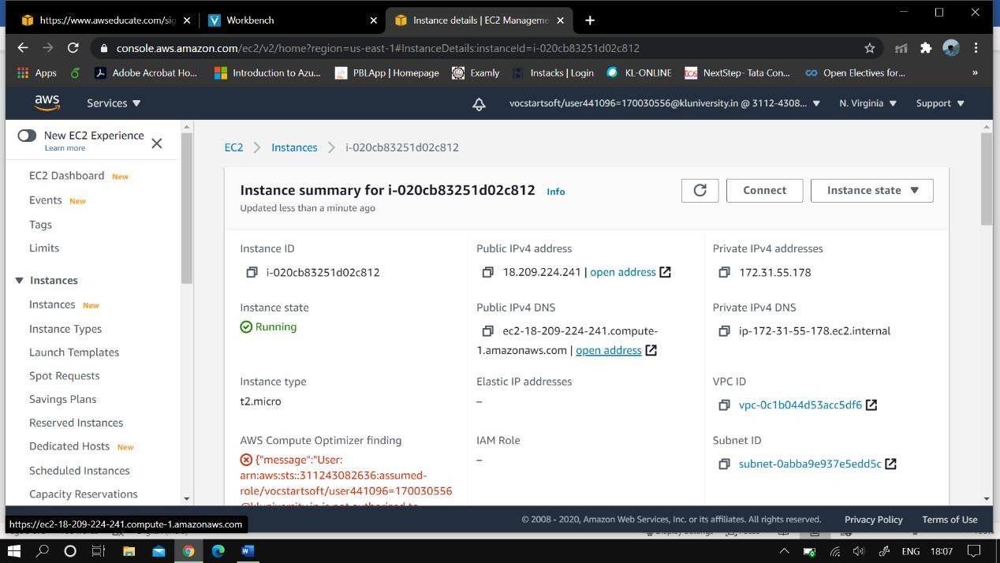 https://www.awseducate.com/sig
Workbench
Instance details | EC2 Manageme
console.aws.amazon.com/ec2/v2/home?region=us-east-1#InstanceDetails:instanceId=i-020cb83251d02c812
Apps
Adobe Acrobat Ho...
Introduction to Azu...
PBLApp | Homepage
Examly
Instacks | Login
KL-ONLINE
NextStep- Tata Con...
Open Electives for...
»
aws
Services
vocstartsoft/user441096=170030556@kluniversity.in @ 3112-4308...
N. Virginia
Support
New EC2 Experience
Learn more
EC2 Dashboard New
Events New
Tags
Limits
Instances
Instances New
Instance Types
Launch Templates
Spot Requests
Savings Plans
Reserved Instances
Dedicated Hosts New
Scheduled Instances
Capacity Reservations
EC2 > Instances > i-020cb83251d02c812
Instance summary for i-020cb83251d02c812 Info
Updated less than a minute ago
Connect
Instance state
Instance ID
i-020cb83251d02c812
Public IPv4 address
18.209.224.241 | open address
Private IPv4 addresses
172.31.55.178
Instance state
Running
Public IPv4 DNS
ec2-18-209-224-241.compute-
1.amazonaws.com | open address
Private IPv4 DNS
ip-172-31-55-178.ec2.internal
Instance type
t2.micro
Elastic IP addresses
–
VPC ID
vpc-0c1b044d53acc5df6
AWS Compute Optimizer finding
{"message":"User:
arn:aws:sts::311243082636:assumed-
role/vocstartsoft/user441096=170030556
@kluniversity.in is not authorized to
IAM Role
–
Subnet ID
subnet-0abba9e937e5edd5c
https://ec2-18-209-224-241.compute-1.amazonaws.com
© 2008 - 2020, Amazon Web Services, Inc. or its affiliates. All rights reserved.
Privacy Policy
Terms of Use
ENG
18:07